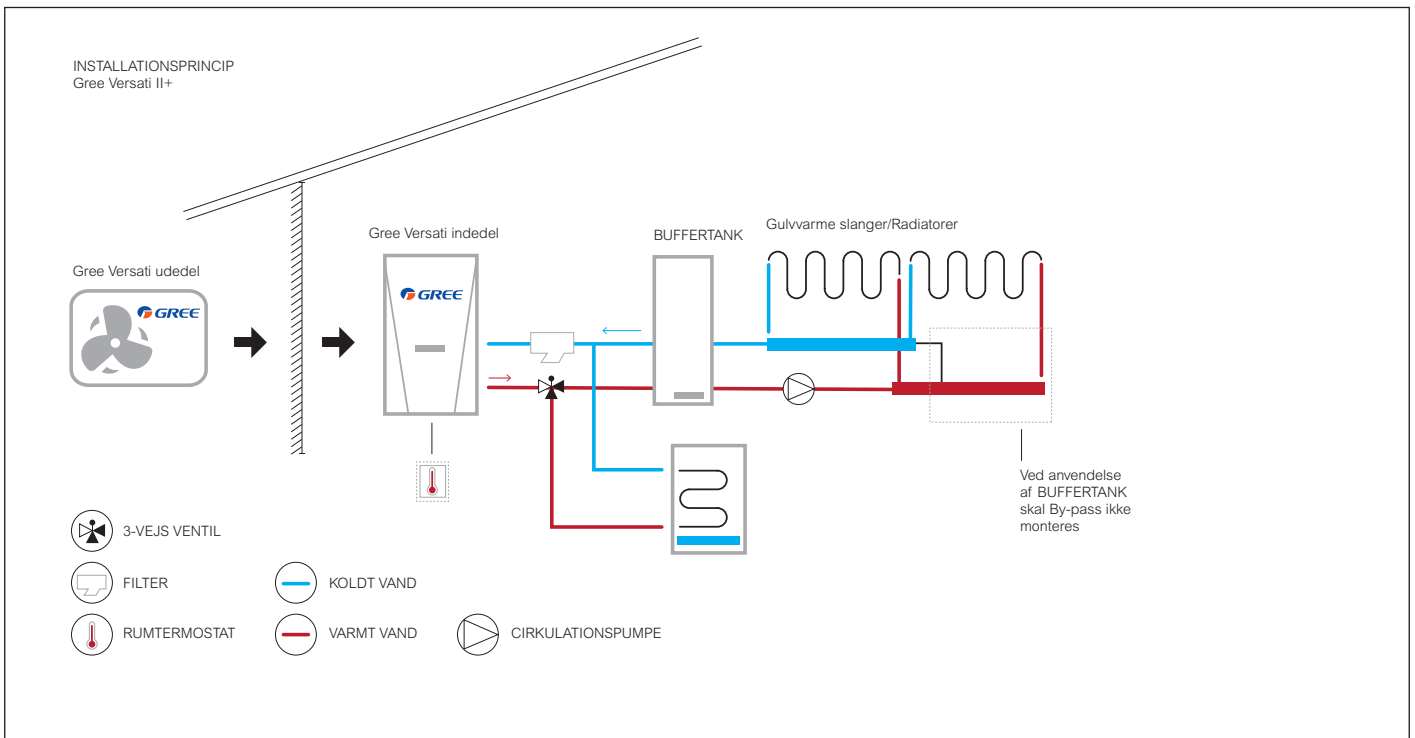 INSTALLATIONSPRINCIP
Gree Versati II+
Gree Versati udedel
GREE
Gree Versati indedel
GREE
BUFFERTANK
Gulvvarme slanger/Radiatorer
Ved anvendelse
af BUFFERTANK
skal By-pass ikke
monteres
3-VEJS VENTIL
FILTER
KOLDT VAND
RUMTERMOSTAT
VARMT VAND
CIRKULATIONSPUMPE